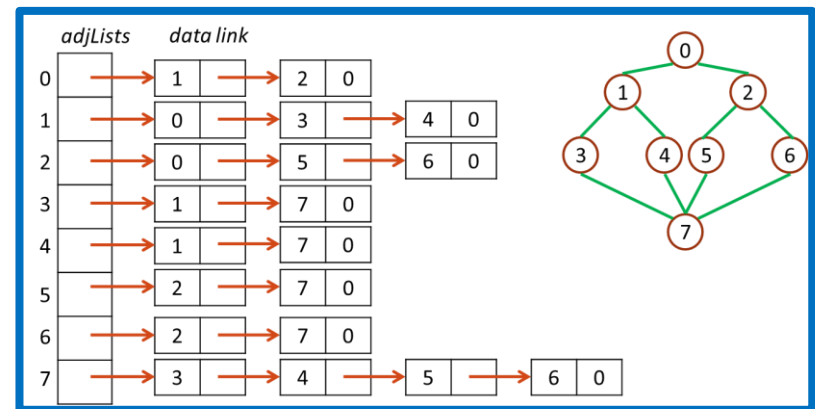 adjLists data link
0 1 2 0
1 0 3 4 0
2 0 5 6 0
3 1 7 0
4 1 7 0
5 2 7 0
6 2 7 0
7 3 4 5 6 0
0
1 2
3 4 5 6
7